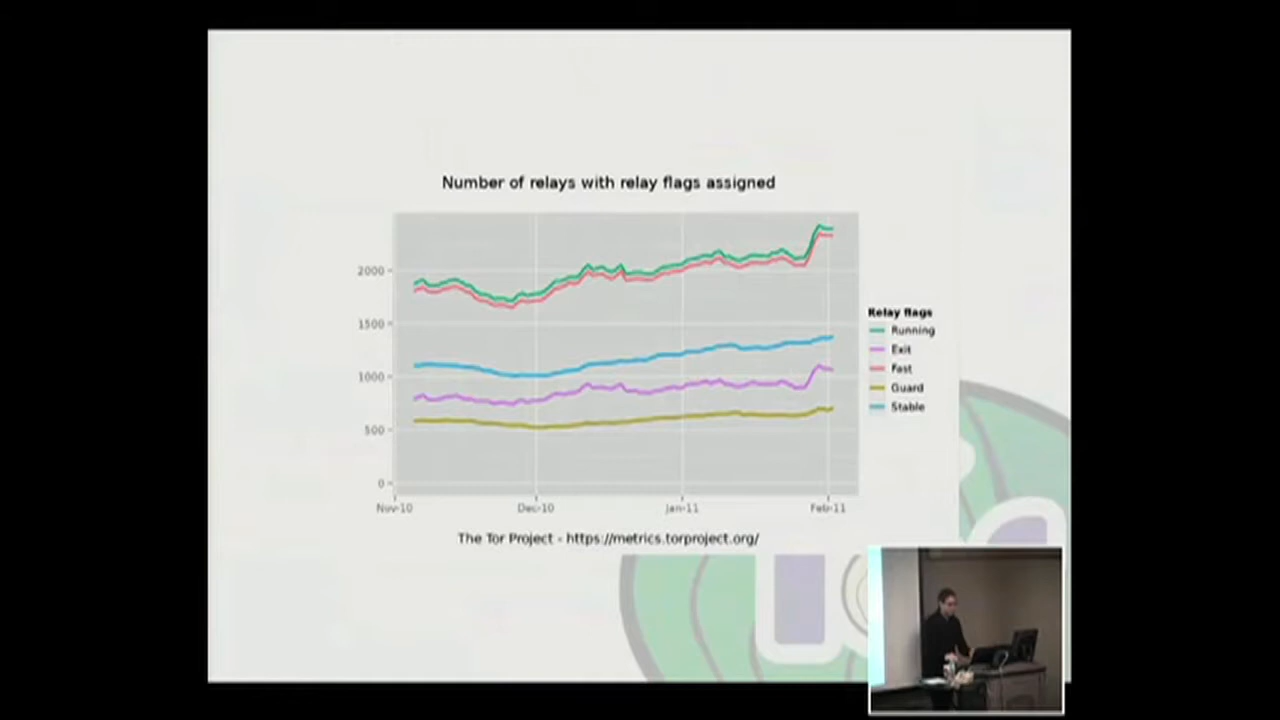 Number of relays with relay flags assigned
2000
1500
1000
500
0
Nov-10 Dec-10 Jan-11 Feb-11
Relay flags
Running
Exit
Fast
Guard
Stable
The Tor Project - https://metrics.torproject.org/